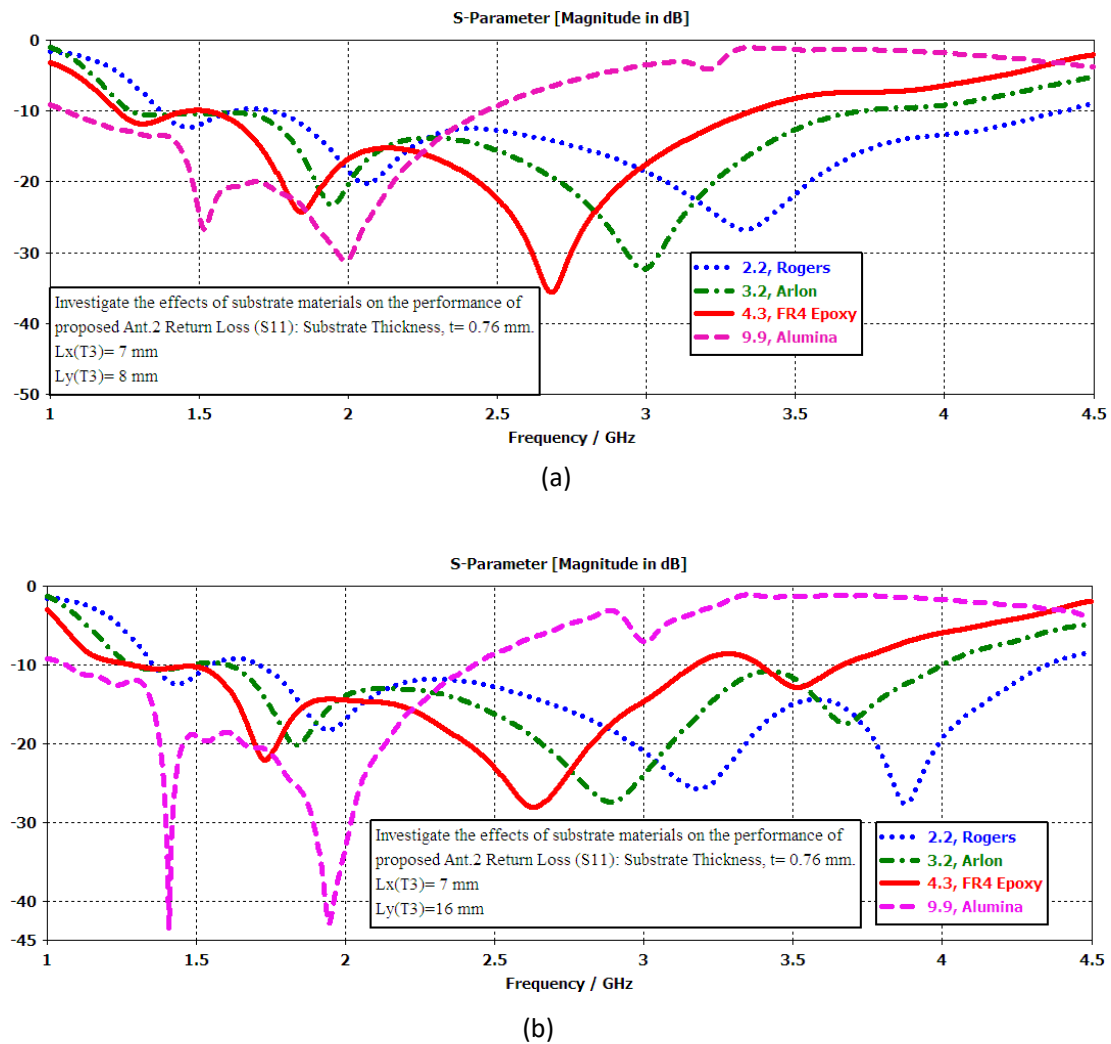 S-Parameter [Magnitude in dB]
0
-10
-20
-30
-40
-50
2.2, Rogers
3.2, Arlon
4.3, FR4 Epoxy
9.9, Alumina
Investigate the effects of substrate materials on the performance of
proposed Ant.2 Return Loss (S11): Substrate Thickness, t= 0.76 mm.
Lx(T3)= 7 mm
Ly(T3)= 8 mm
1 1.5 2 2.5 3 3.5 4 4.5
Frequency / GHz
(a)
S-Parameter [Magnitude in dB]
0
-10
-20
-30
-40
-45
Investigate the effects of substrate materials on the performance of
proposed Ant.2 Return Loss (S11): Substrate Thickness, t= 0.76 mm.
Lx(T3)= 7 mm
Ly(T3)=16 mm
2.2, Rogers
3.2, Arlon
4.3, FR4 Epoxy
9.9, Alumina
1 1.5 2 2.5 3 3.5 4 4.5
Frequency / GHz
(b)